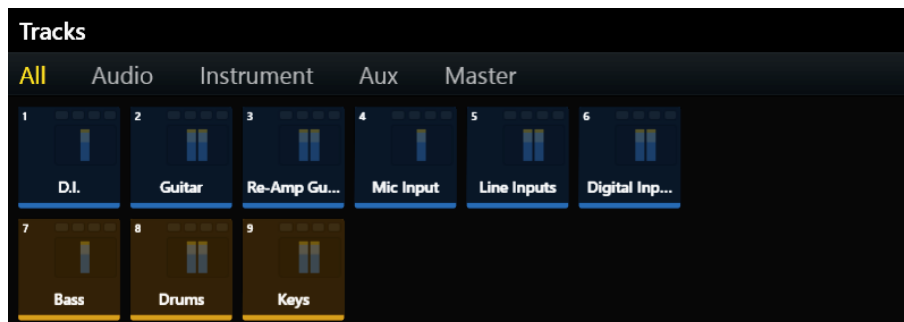 Tracks
All Audio Instrument Aux Master
1 2 3 4 5 6
D.I. Guitar Re-Amp Gu... Mic Input Line Inputs Digital Inp...
7 8 9
Bass Drums Keys